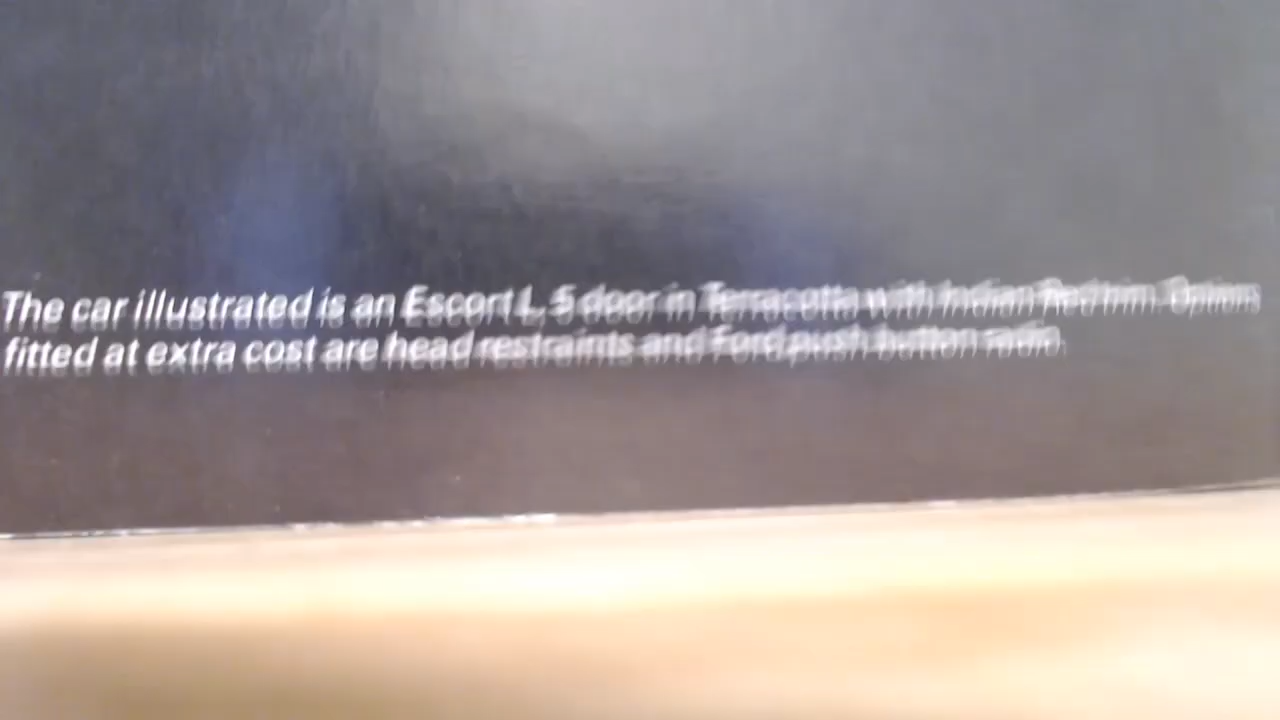 The car illustrated is an Escort L, 5 door in Terracotta with Indian Red trim. Options
fitted at extra cost are head restraints and Ford push button radio.